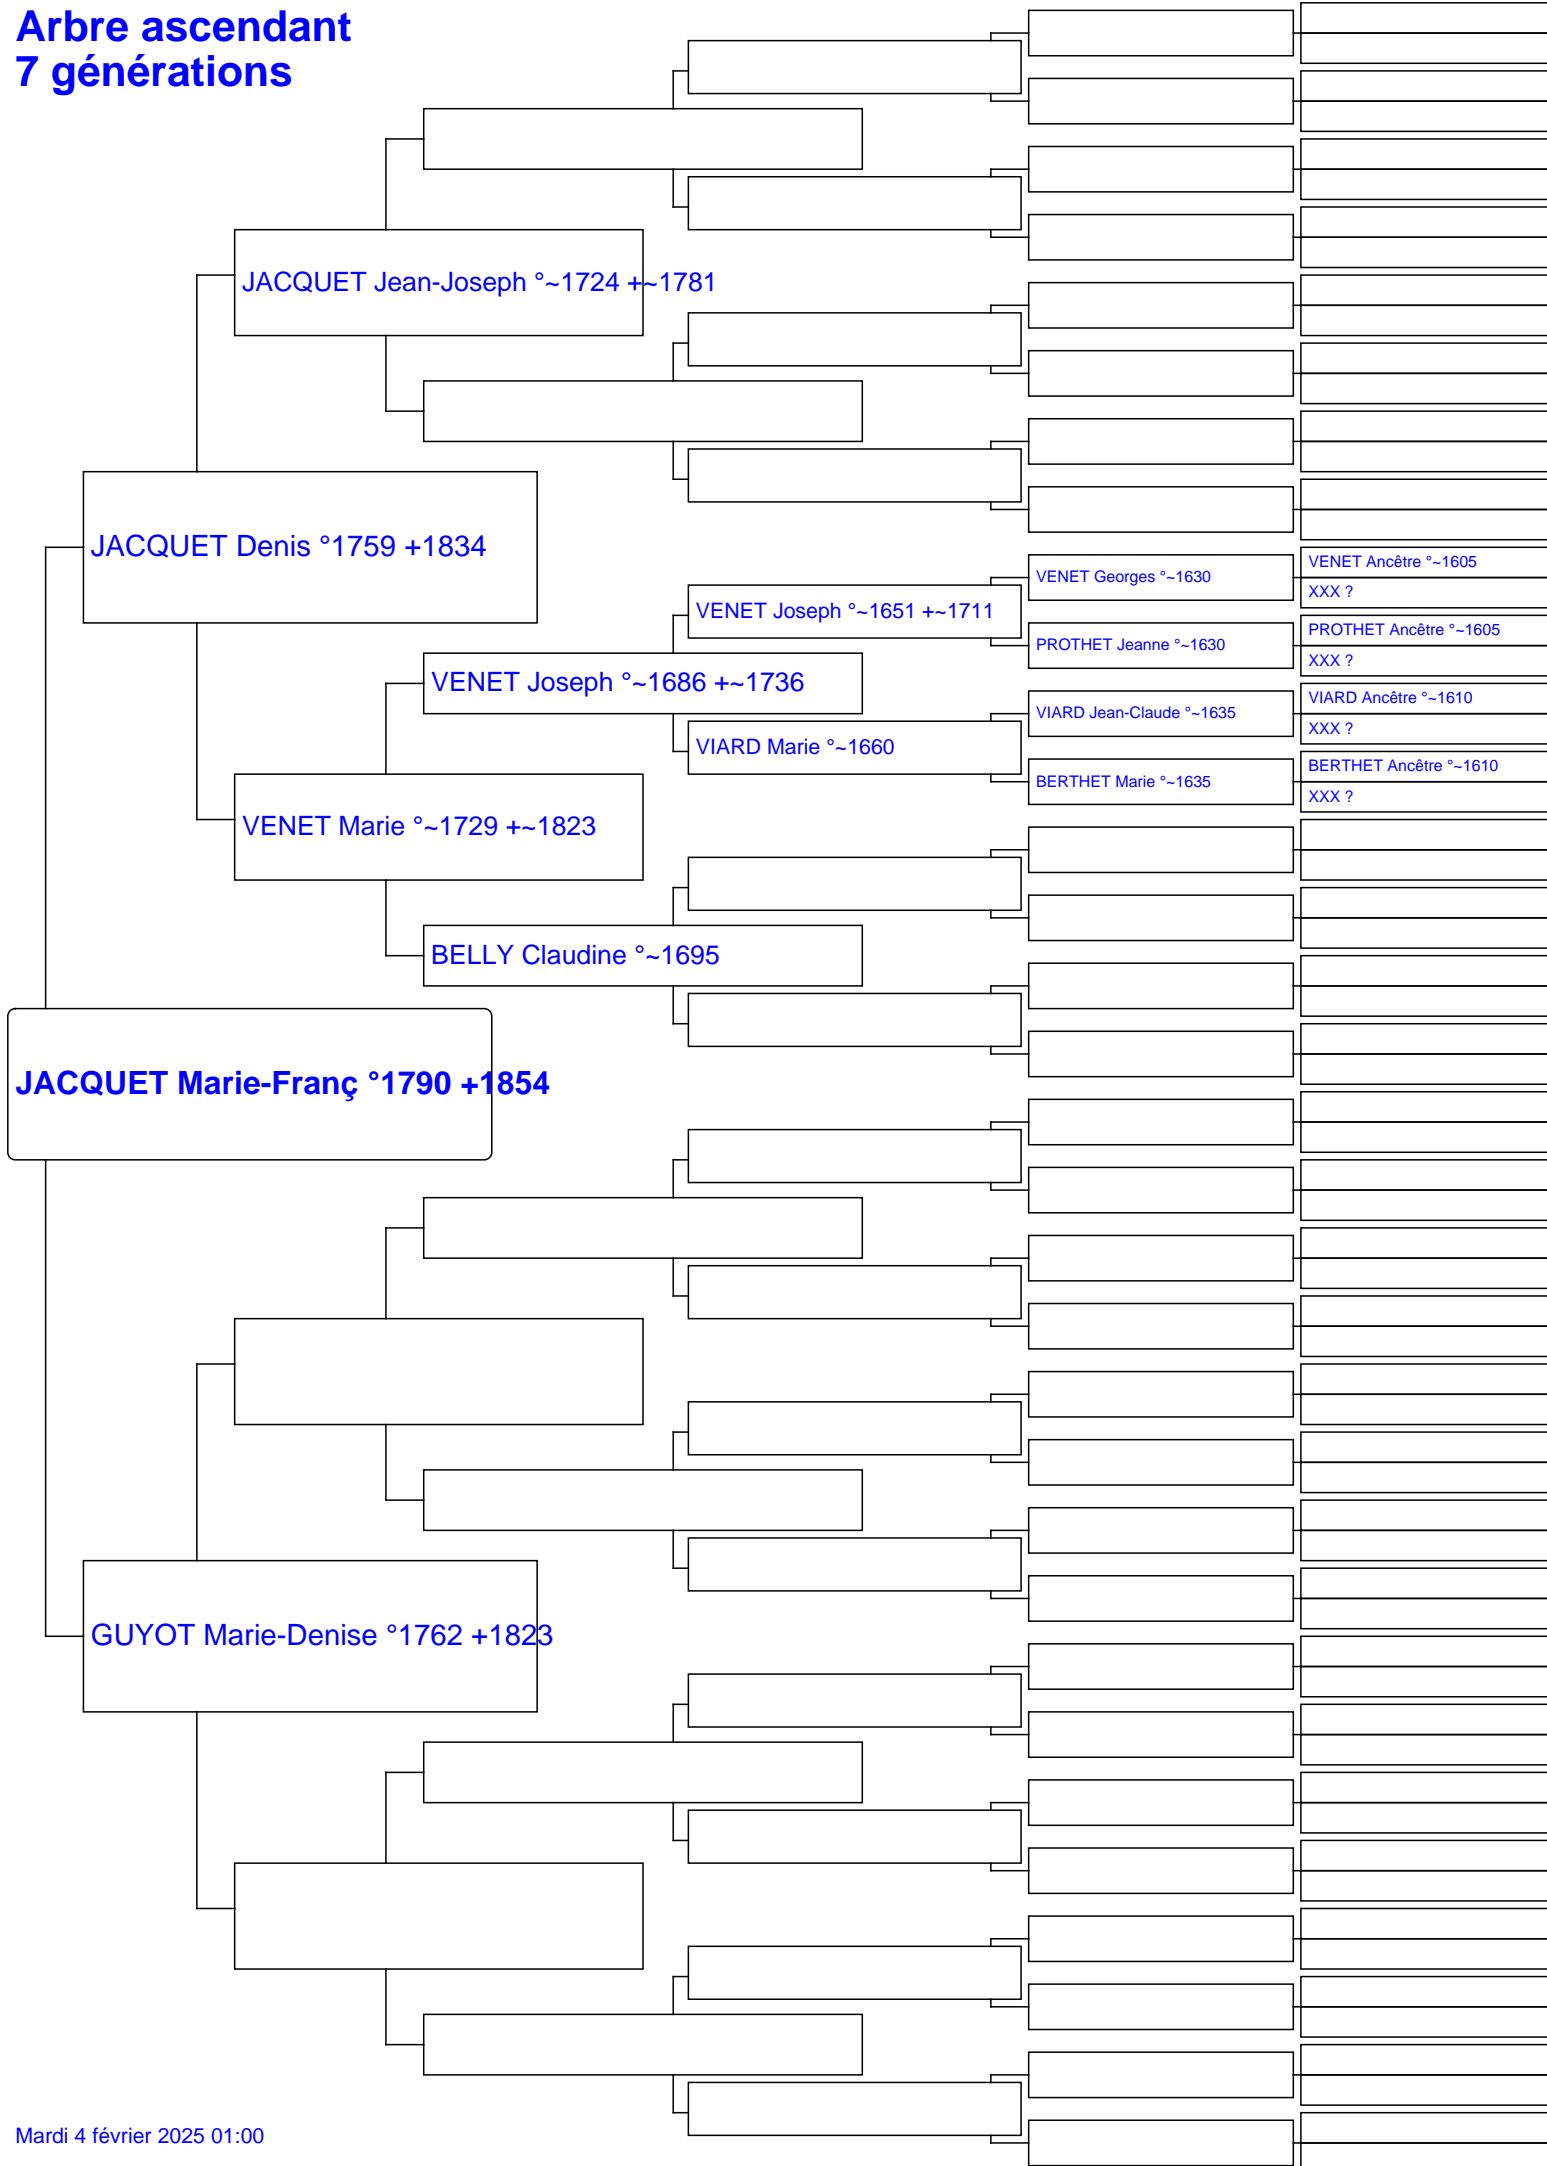 Arbre ascendant
7 générations
JACQUET Jean-Joseph °~1724 +~1781
JACQUET Denis °1759 +1834
VENET Ancêtre °~1605
VENET Georges °~1630
XXX ?
VENET Joseph °~1651 +~1711
PROTHET Ancêtre °~1605
PROTHET Jeanne °~1630
XXX ?
VENET Joseph °~1686 +~1736
VIARD Ancêtre °~1610
VIARD Jean-Claude °~1635
XXX ?
VIARD Marie °~1660
BERTHET Ancêtre °~1610
BERTHET Marie °~1635
XXX ?
VENET Marie °~1729 +~1823
BELLY Claudine °~1695
JACQUET Marie-Franç °1790 +1854
GUYOT Marie-Denise °1762 +1823
Mardi 4 février 2025 01:00